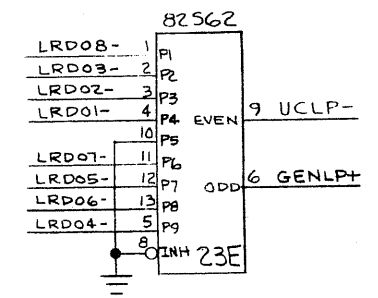 82S62
LRD08- 1 P1
LRD03- 2 P2
LRD02- 3 P3
LRD01- 4 P4 EVEN 9 UCLP-
10 P5
LRD07- 11 P6
LRD05- 12 P7 ODD 6 GENLP+
LRD06- 13 P8
LRD04- 5 P9
8 INH 23E